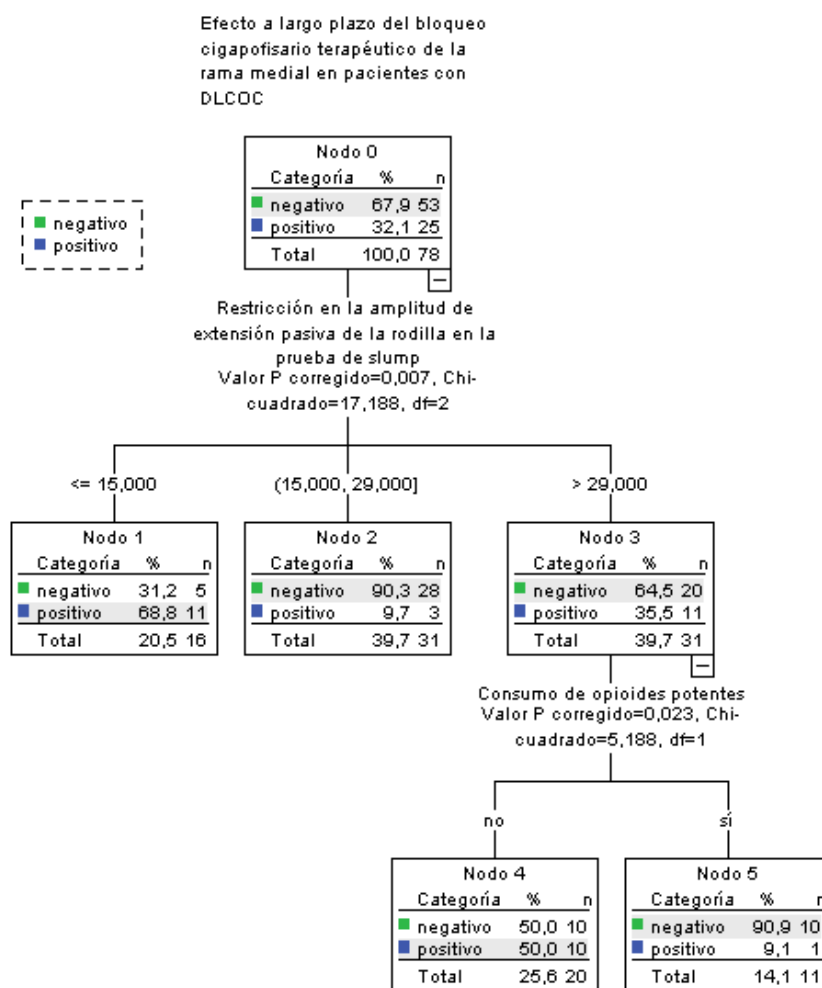 Efecto a largo plazo del bloqueo
cigapofisario terapéutico de la
rama medial en pacientes con
DLCOC
negativo
positivo
Nodo 0
Categoría % n
negativo 67,9 53
positivo 32,1 25
Total 100,0 78
Restricción en la amplitud de
extensión pasiva de la rodilla en la
prueba de slump
Valor P corregido=0,007, Chi-
cuadrado=17,188, df=2
<= 15,000
(15,000, 29,000]
> 29,000
Nodo 1
Categoría % n
negativo 31,2 5
positivo 68,8 11
Total 20,5 16
Nodo 2
Categoría % n
negativo 90,3 28
positivo 9,7 3
Total 39,7 31
Nodo 3
Categoría % n
negativo 64,5 20
positivo 35,5 11
Total 39,7 31
Consumo de opioides potentes
Valor P corregido=0,023, Chi-
cuadrado=5,188, df=1
no
sí
Nodo 4
Categoría % n
negativo 50,0 10
positivo 50,0 10
Total 25,6 20
Nodo 5
Categoría % n
negativo 90,9 10
positivo 9,1 1
Total 14,1 11